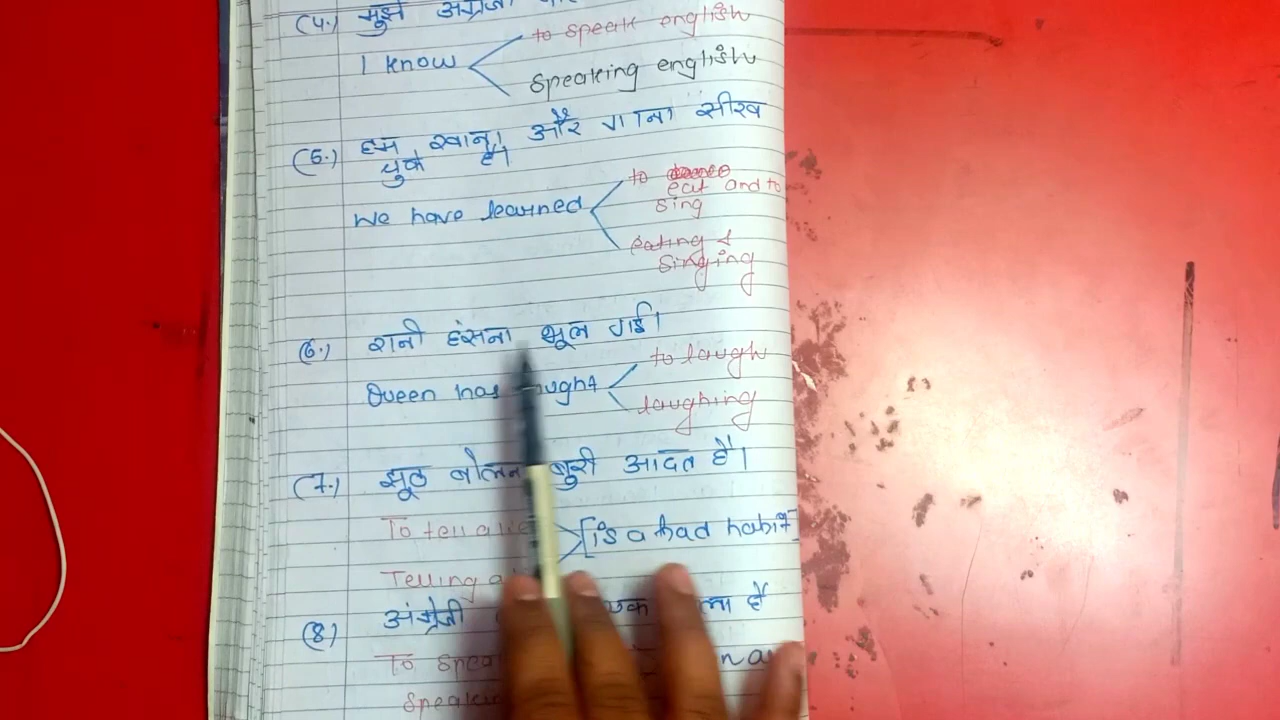 (4.) मुझे अंग्रेजी
I know to speak english
speaking english
(5.) हम खाना और गाना सीख
चुके हैं।
We have learned to eat and to
sing
eating &
singing
(6.) रानी हंसना भूल गई।
Queen has to laugh
laughing
(7.) झूठ बोलना बुरी आदत है।
To tell a lie [is a bad habit]
Telling a
(8) अंग्रेजी है
To